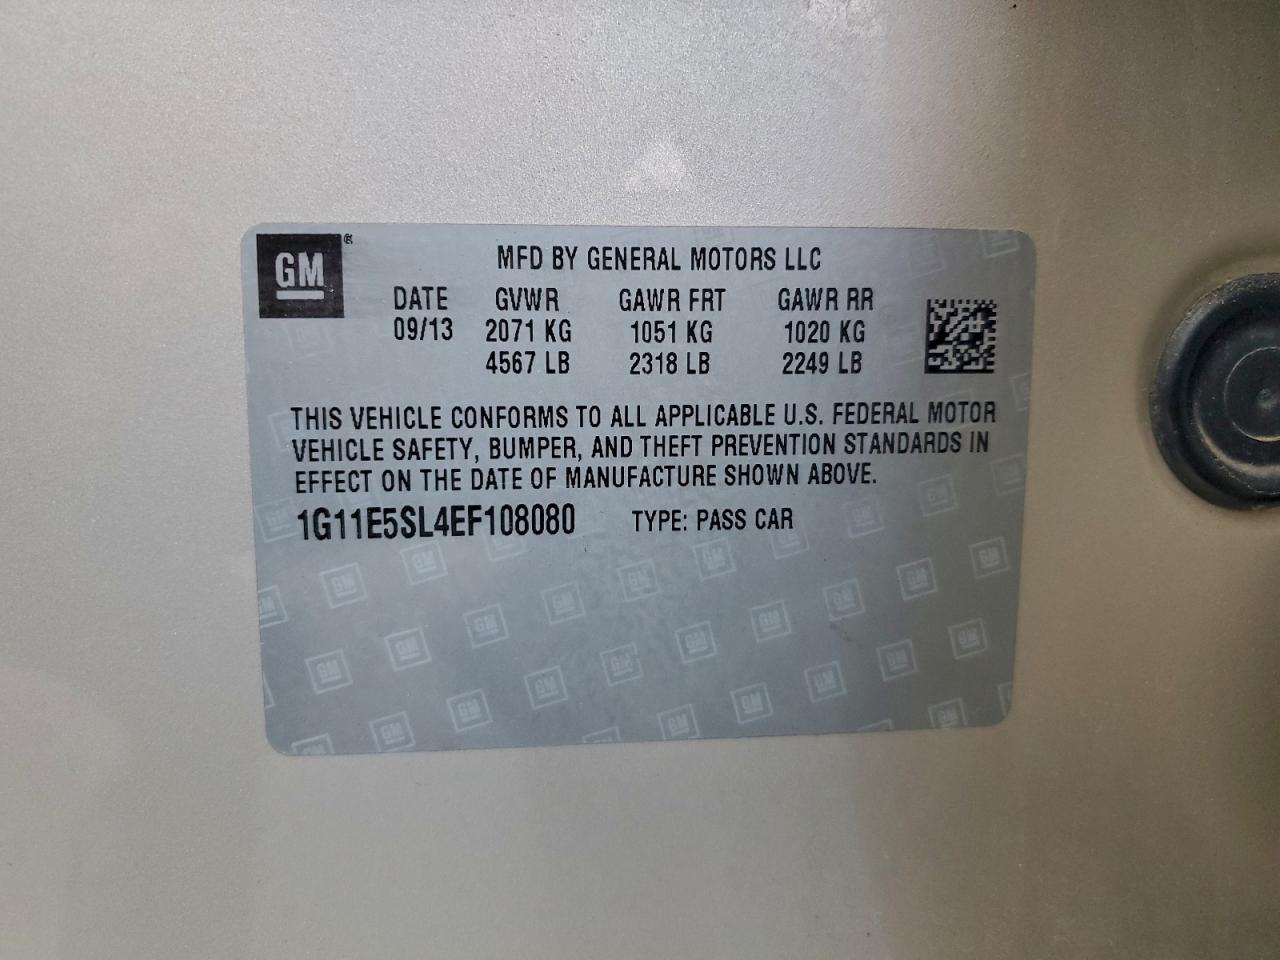 GM ®
MFD BY GENERAL MOTORS LLC
DATE GVWR GAWR FRT GAWR RR
09/13 2071 KG 1051 KG 1020 KG
4567 LB 2318 LB 2249 LB
THIS VEHICLE CONFORMS TO ALL APPLICABLE U.S. FEDERAL MOTOR
VEHICLE SAFETY, BUMPER, AND THEFT PREVENTION STANDARDS IN
EFFECT ON THE DATE OF MANUFACTURE SHOWN ABOVE.
1G11E5SL4EF108080 TYPE: PASS CAR